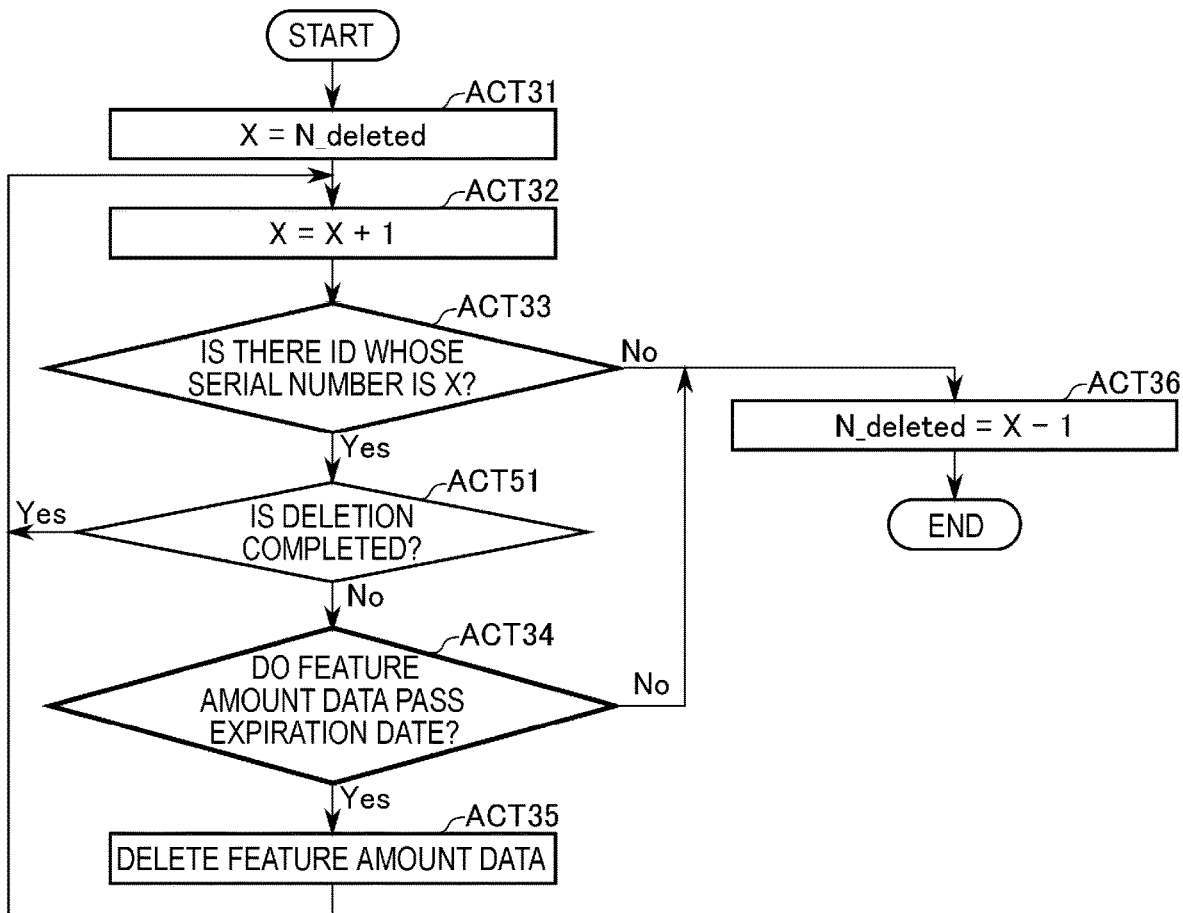 START
ACT31
X = N_deleted
ACT32
X = X + 1
ACT33
IS THERE ID WHOSE
SERIAL NUMBER IS X?
No
Yes
ACT36
N_deleted = X − 1
END
ACT51
IS DELETION
COMPLETED?
Yes
No
ACT34
DO FEATURE
AMOUNT DATA PASS
EXPIRATION DATE?
No
Yes
ACT35
DELETE FEATURE AMOUNT DATA